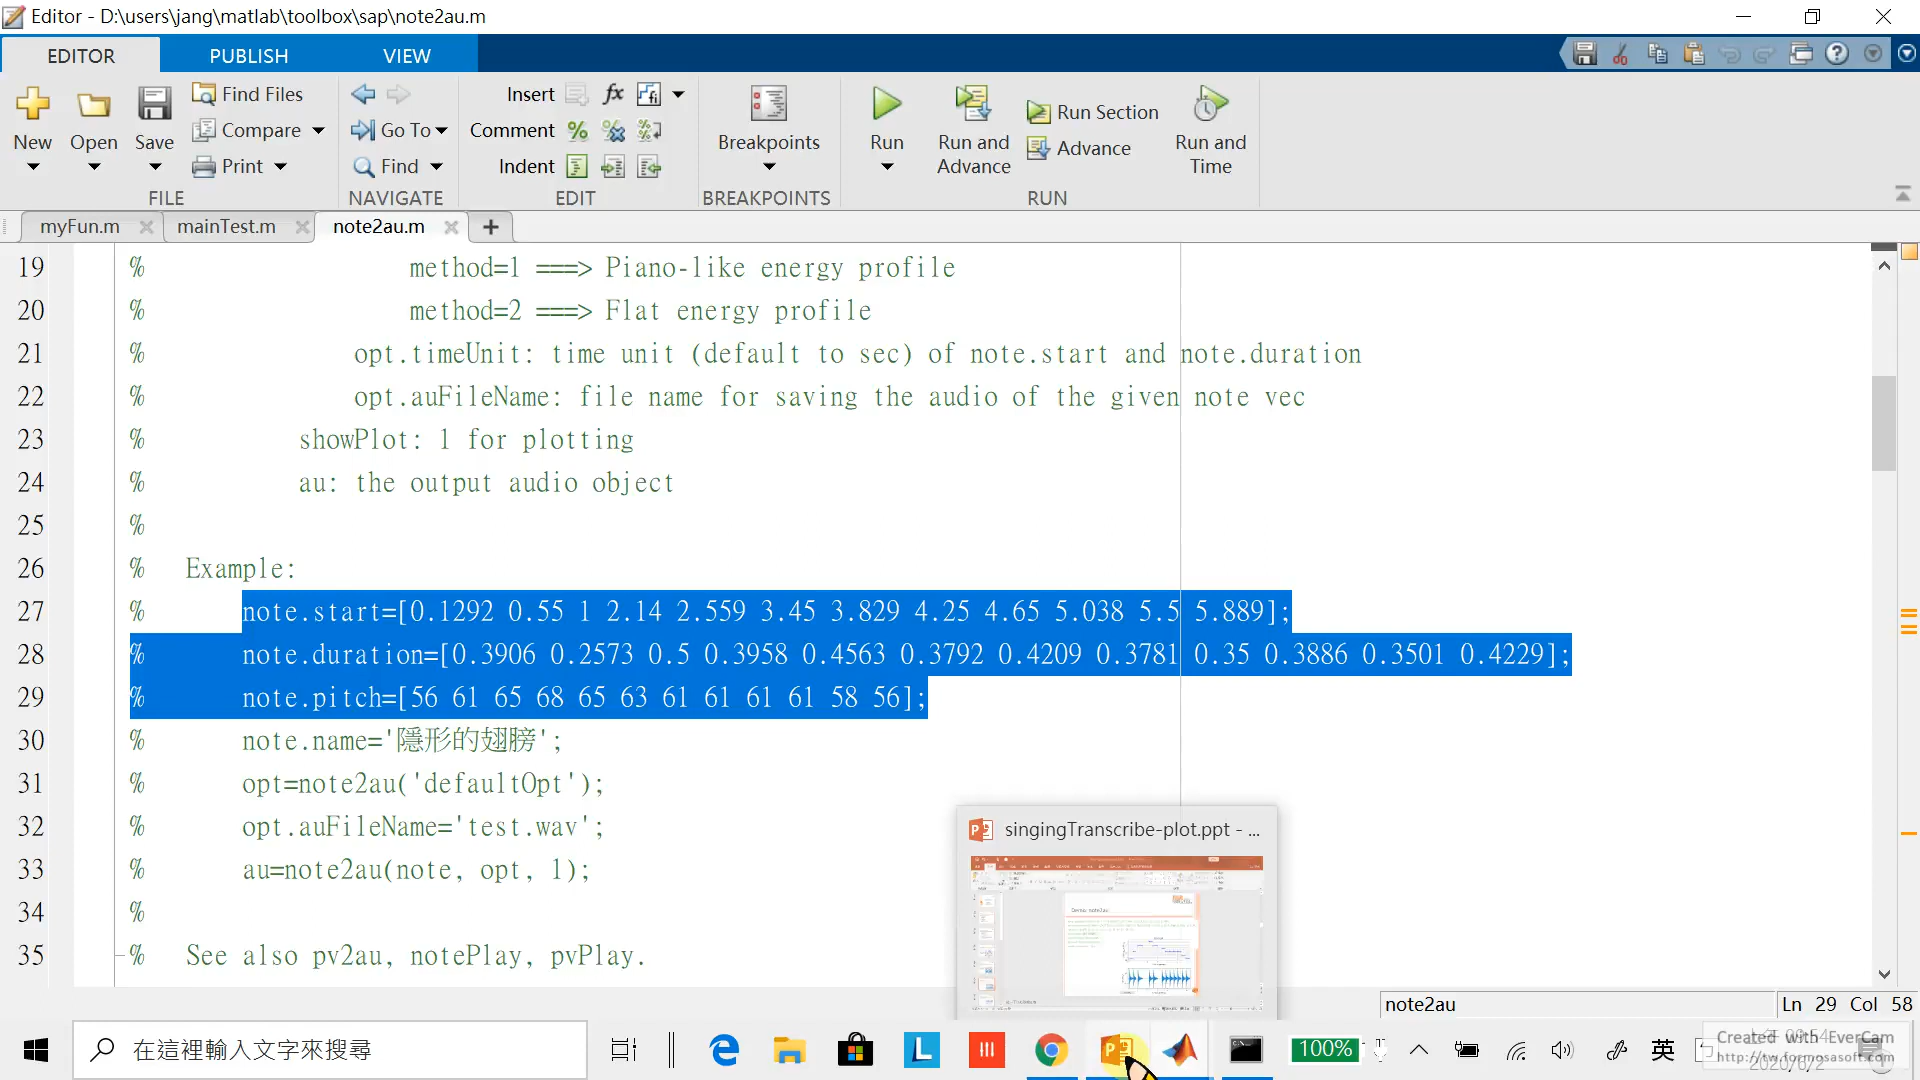 Editor - D:\users\jang\matlab\toolbox\sap\note2au.m
EDITOR PUBLISH VIEW
New Open Save Find Files Compare Print
FILE
Go To Find
NAVIGATE
Insert fx
Comment
Indent
EDIT
Breakpoints
BREAKPOINTS
Run Run and Advance Run Section Advance Run and Time
RUN
myFun.m mainTest.m note2au.m
19 % method=1 ===> Piano-like energy profile
20 % method=2 ===> Flat energy profile
21 % opt.timeUnit: time unit (default to sec) of note.start and note.duration
22 % opt.auFileName: file name for saving the audio of the given note vec
23 % showPlot: 1 for plotting
24 % au: the output audio object
25 %
26 % Example:
27 % note.start=[0.1292 0.55 1 2.14 2.559 3.45 3.829 4.25 4.65 5.038 5.5 5.889];
28 % note.duration=[0.3906 0.2573 0.5 0.3958 0.4563 0.3792 0.4209 0.3781 0.35 0.3886 0.3501 0.4229];
29 % note.pitch=[56 61 65 68 65 63 61 61 61 61 58 56];
30 % note.name='隱形的翅膀';
31 % opt=note2au('defaultOpt');
32 % opt.auFileName='test.wav';
33 % au=note2au(note, opt, 1);
34 %
35 % See also pv2au, notePlay, pvPlay.
singingTranscribe-plot.ppt - ...
note2au Ln 29 Col 58
在這裡輸入文字來搜尋
100%
英
Created with EverCam
http://tw.formosasoft.com
2020/6/2